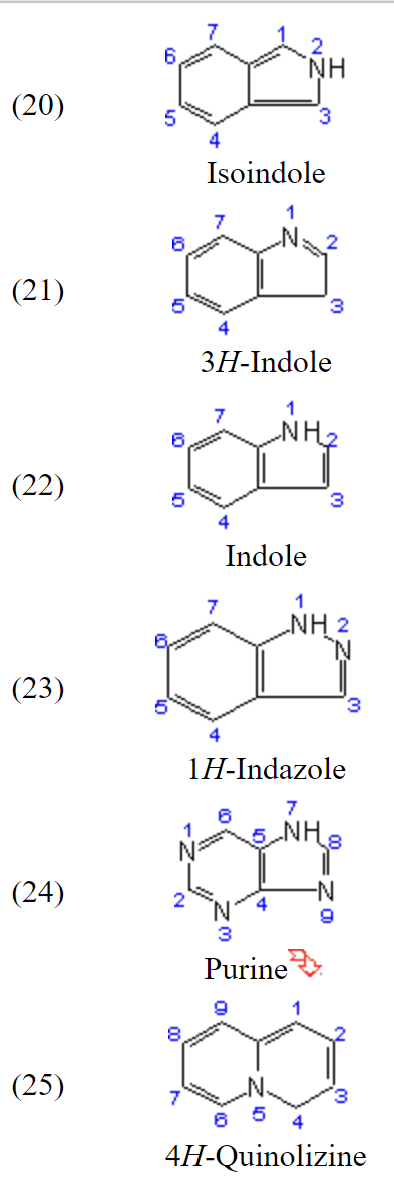 7 1 2
6 NH
(20)
5 3
4
Isoindole
1
7 N 2
6
(21)
5 3
4
3H-Indole
1
7 NH 2
6
(22)
5 3
4
Indole
1
7 NH 2
6 N
(23)
5 3
4
1H-Indazole
6 7
1 5 NH 8
N
(24)
2 N 4 N
3 9
Purine
9 1
8 2
(25)
7 N 3
6 5 4
4H-Quinolizine